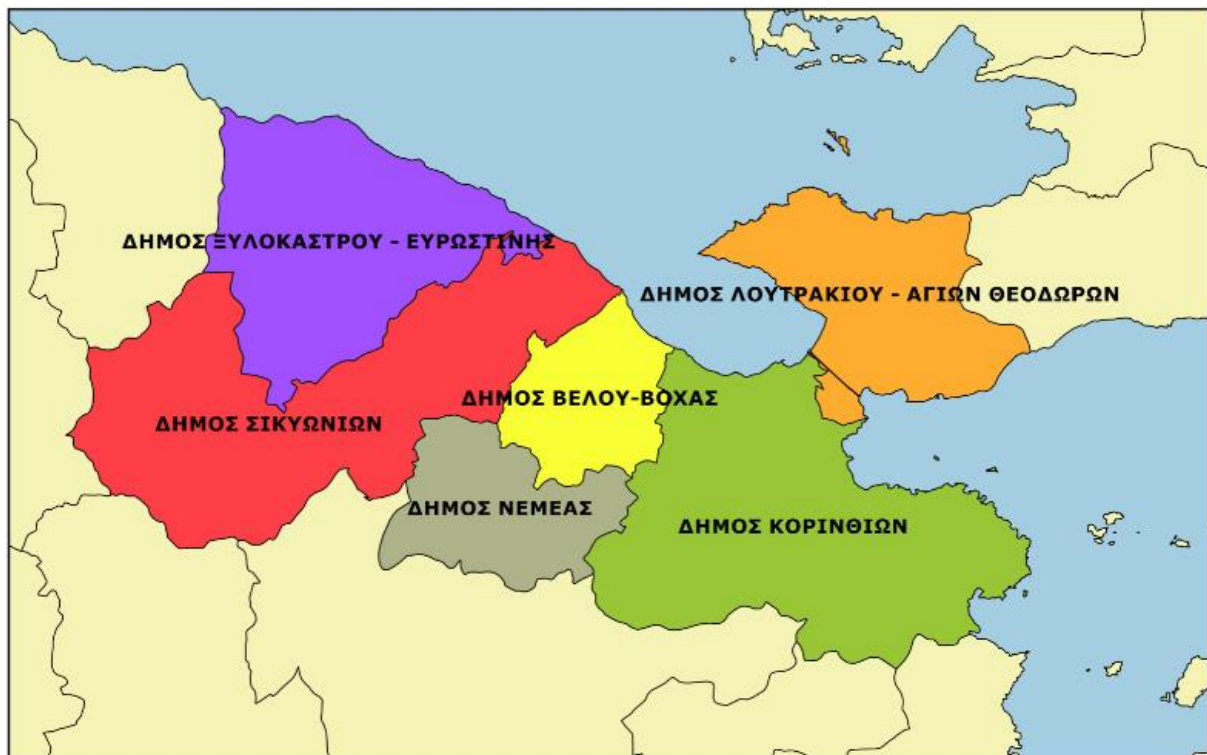 ΔΗΜΟΣ ΞΥΛΟΚΑΣΤΡΟΥ - ΕΥΡΩΣΤΙΝΗΣ
ΔΗΜΟΣ ΛΟΥΤΡΑΚΙΟΥ - ΑΓΙΩΝ ΘΕΟΔΩΡΩΝ
ΔΗΜΟΣ ΒΕΛΟΥ-ΒΟΧΑΣ
ΔΗΜΟΣ ΣΙΚΥΩΝΙΩΝ
ΔΗΜΟΣ ΝΕΜΕΑΣ
ΔΗΜΟΣ ΚΟΡΙΝΘΙΩΝ